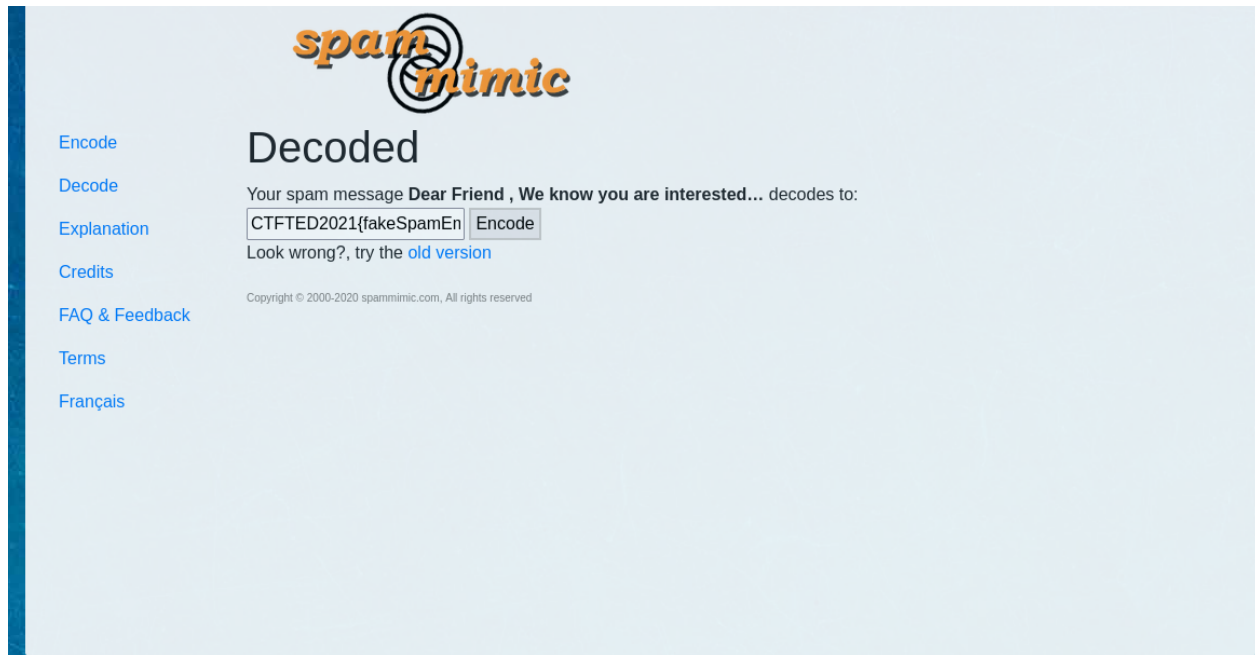 spam
mimic
Encode
Decode
Explanation
Credits
FAQ & Feedback
Terms
Français
Decoded
Your spam message Dear Friend , We know you are interested… decodes to:
CTFTED2021{fakeSpamEn Encode
Look wrong?, try the old version
Copyright © 2000-2020 spammimic.com, All rights reserved